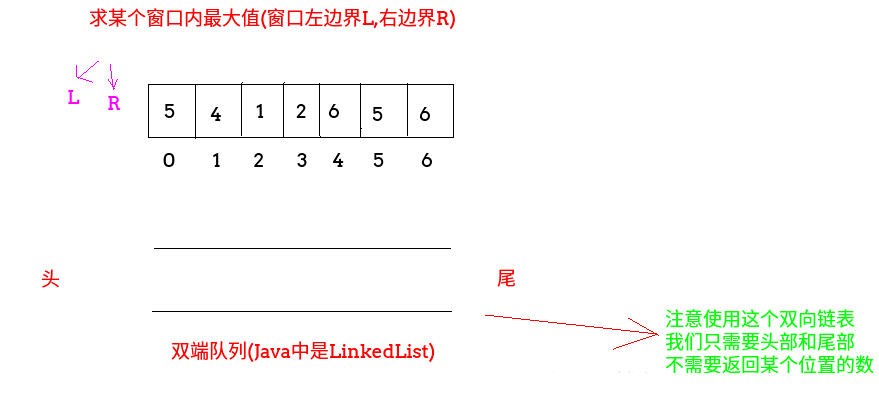 求某个窗口内最大值(窗口左边界L,右边界R)
L R
5 4 1 2 6 5 6
0 1 2 3 4 5 6
头 尾
注意使用这个双向链表
我们只需要头部和尾部
不需要返回某个位置的数
双端队列(Java中是LinkedList)